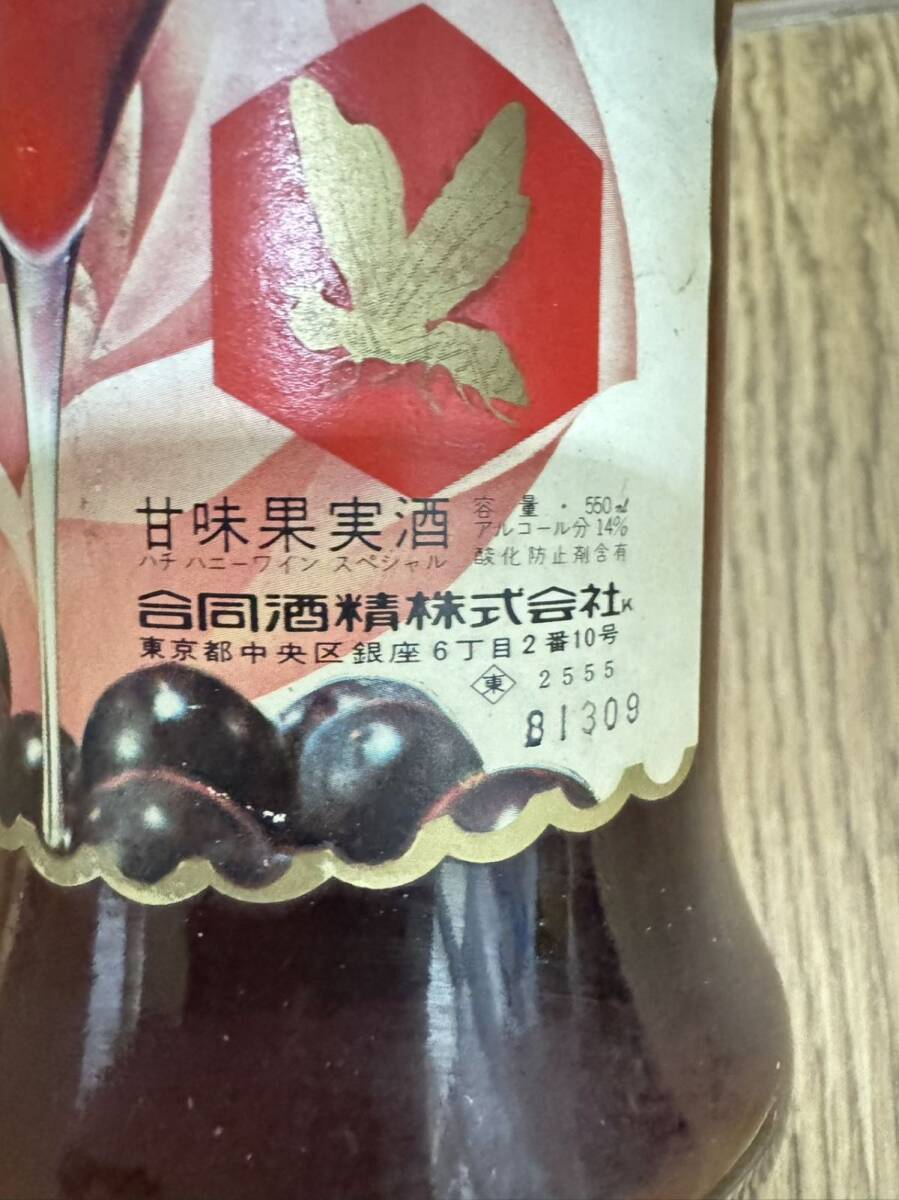 甘味果実酒
ハチ ハニーワイン スペシャル
容量・550ml
アルコール分14%
酸化防止剤含有
合同酒精株式会社K
東京都中央区銀座6丁目2番10号
東 2555
81309